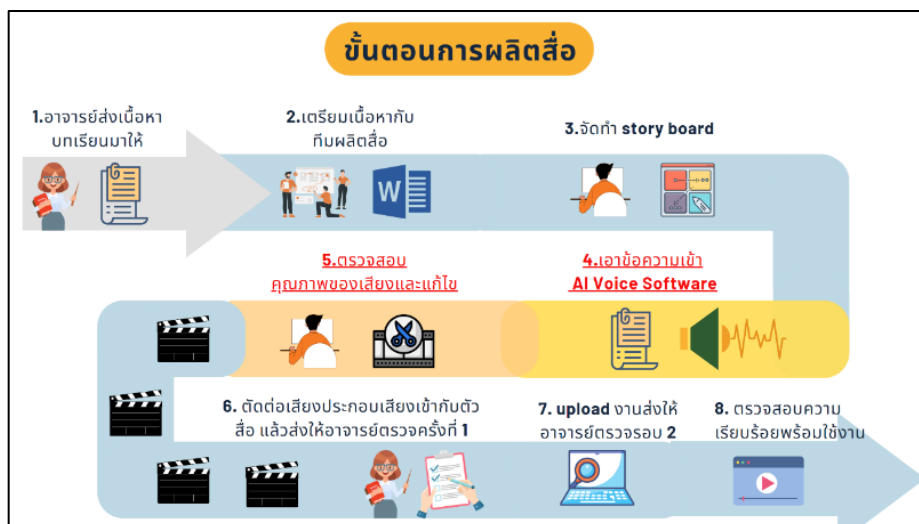 ขั้นตอนการผลิตสื่อ
1.อาจารย์ส่งเนื้อหา
บทเรียนมาให้
2.เตรียมเนื้อหากับ
ทีมผลิตสื่อ
3.จัดทำ story board
W
4.เอาข้อความเข้า
AI Voice Software
5.ตรวจสอบ
คุณภาพของเสียงและแก้ไข
6. ตัดต่อเสียงประกอบเสียงเข้ากับตัว
สื่อ แล้วส่งให้อาจารย์ตรวจครั้งที่ 1
7. upload งานส่งให้
อาจารย์ตรวจรอบ 2
8. ตรวจสอบความ
เรียบร้อยพร้อมใช้งาน